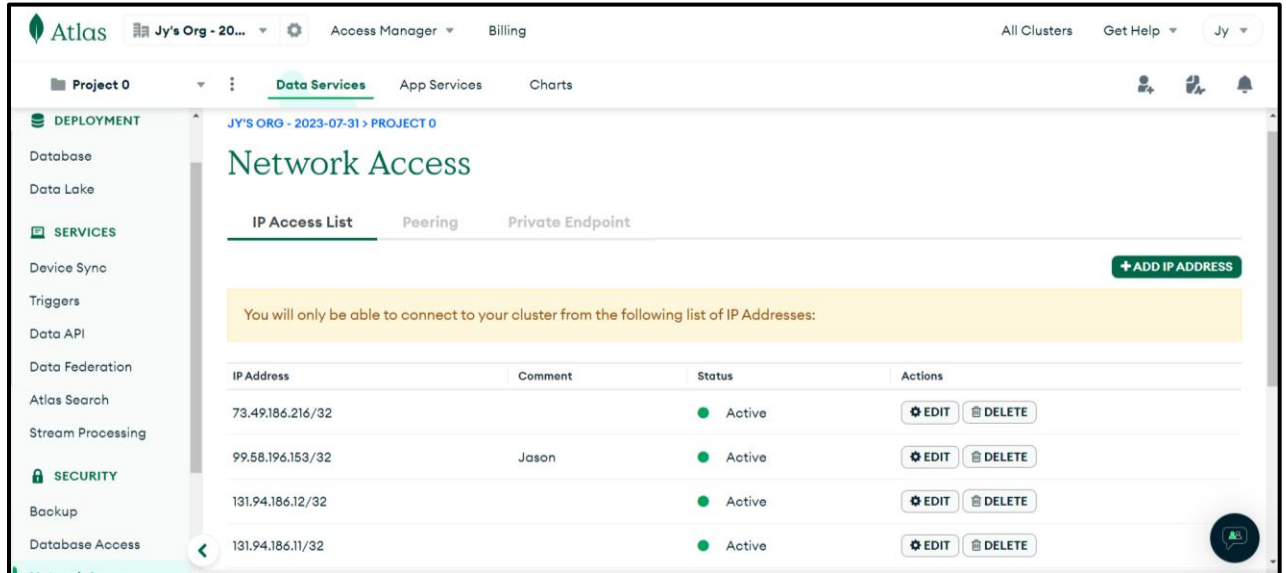 Atlas Jy's Org - 20... Access Manager Billing All Clusters Get Help Jy
Project 0 Data Services App Services Charts
DEPLOYMENT
Database
Data Lake
SERVICES
Device Sync
Triggers
Data API
Data Federation
Atlas Search
Stream Processing
SECURITY
Backup
Database Access
JY'S ORG - 2023-07-31 > PROJECT 0
Network Access
IP Access List Peering Private Endpoint
+ ADD IP ADDRESS
You will only be able to connect to your cluster from the following list of IP Addresses:
IP Address Comment Status Actions
73.49.186.216/32 Active EDIT DELETE
99.58.196.153/32 Jason Active EDIT DELETE
131.94.186.12/32 Active EDIT DELETE
131.94.186.11/32 Active EDIT DELETE